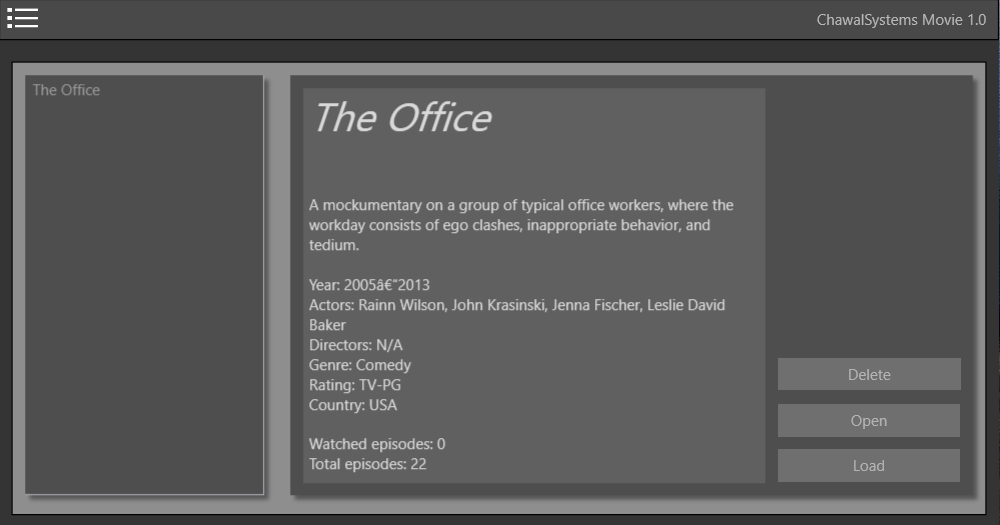 ChawalSystems Movie 1.0
The Office
The Office
A mockumentary on a group of typical office workers, where the
workday consists of ego clashes, inappropriate behavior, and
tedium.
Year: 2005â€“2013
Actors: Rainn Wilson, John Krasinski, Jenna Fischer, Leslie David
Baker
Directors: N/A
Genre: Comedy
Rating: TV-PG
Country: USA
Watched episodes: 0
Total episodes: 22
Delete
Open
Load